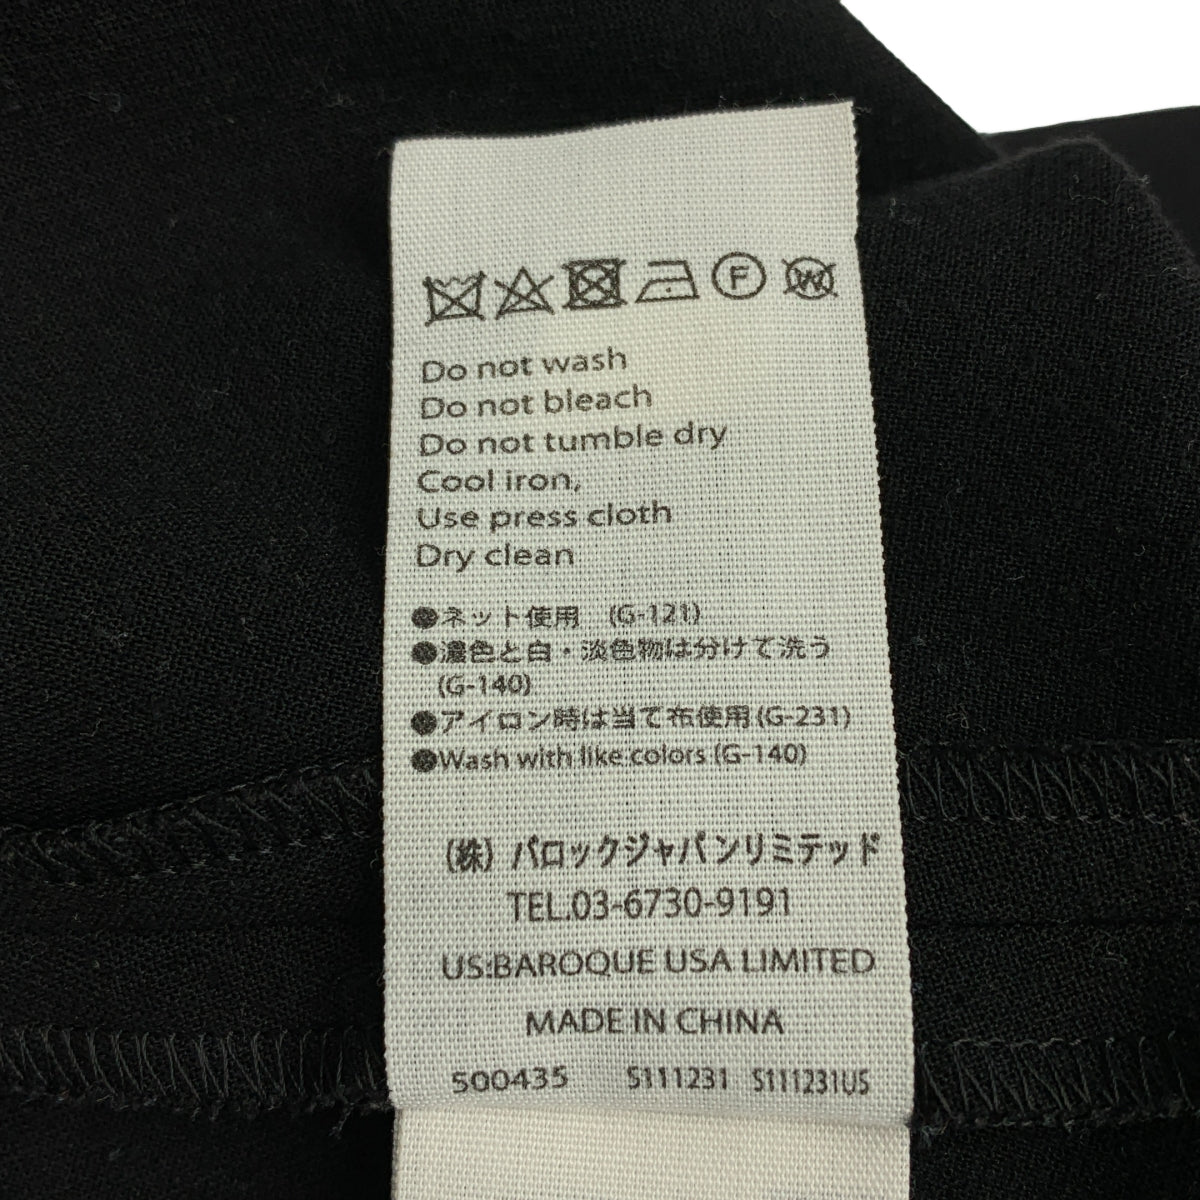 F W
Do not wash
Do not bleach
Do not tumble dry
Cool iron,
Use press cloth
Dry clean
●ネット使用 (G-121)
●濃色と白・淡色物は分けて洗う
(G-140)
●アイロン時は当て布使用(G-231)
●Wash with like colors (G-140)
(株) バロックジャパンリミテッド
TEL.03-6730-9191
US:BAROQUE USA LIMITED
MADE IN CHINA
500435 S111231 S111231US